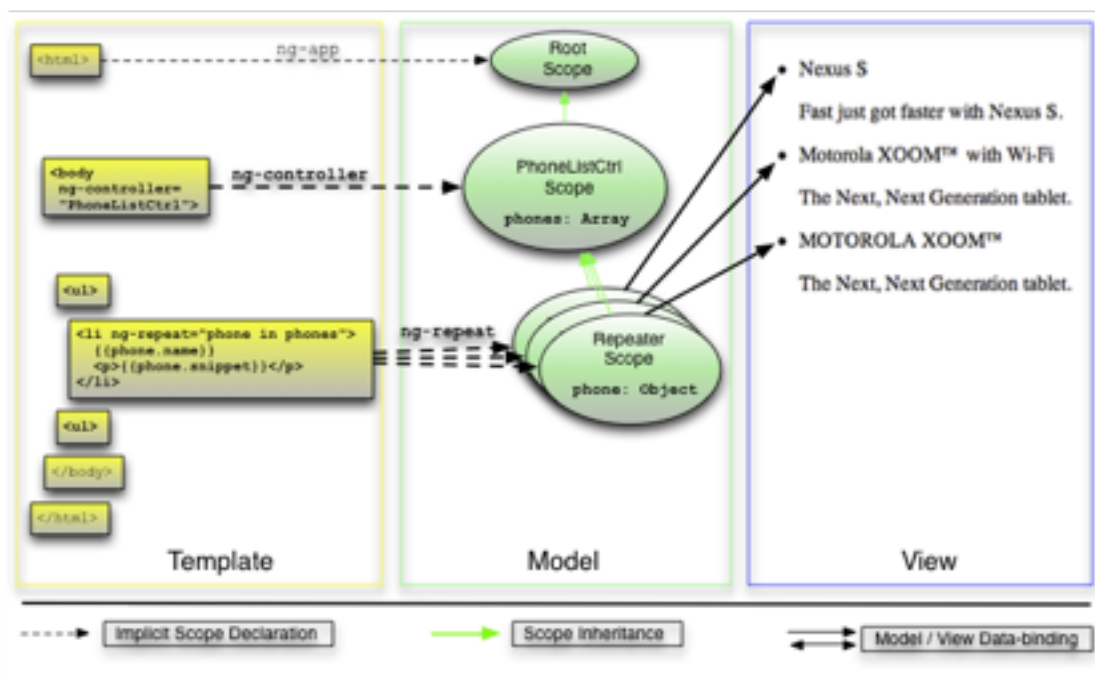 <html>
ng-app
Root
Scope
<body
ng-controller=
"PhoneListCtrl">
ng-controller
PhoneListCtrl
Scope
phones: Array
<ul>
<li ng-repeat="phone in phones">
{{phone.name}}
<p>{{phone.snippet}}</p>
</li>
ng-repeat
Repeater
Scope
phone: Object
<ul>
</body>
</html>
Template
Model
• Nexus S
Fast just got faster with Nexus S.
• Motorola XOOM™ with Wi-Fi
The Next, Next Generation tablet.
• MOTOROLA XOOM™
The Next, Next Generation tablet.
View
Implicit Scope Declaration
Scope Inheritance
Model / View Data-binding